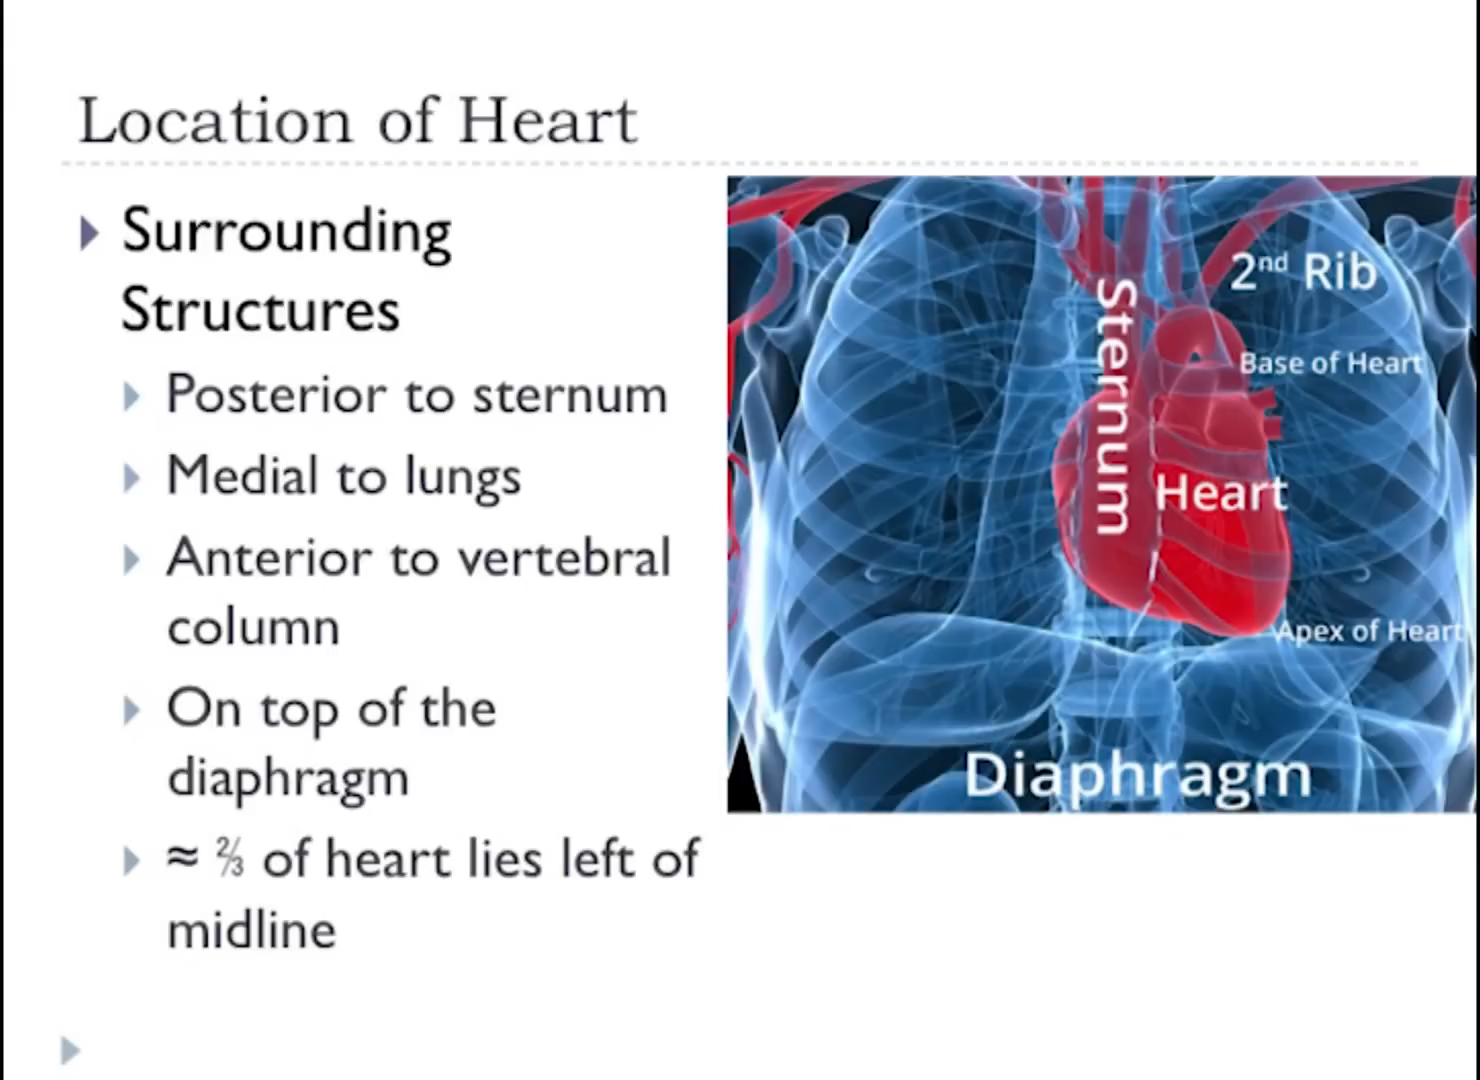 Location of Heart
Surrounding
Structures
Posterior to sternum
Medial to lungs
Anterior to vertebral
column
On top of the
diaphragm
≈ ⅔ of heart lies left of
midline
2nd Rib
Sternum
Base of Heart
Heart
Apex of Heart
Diaphragm